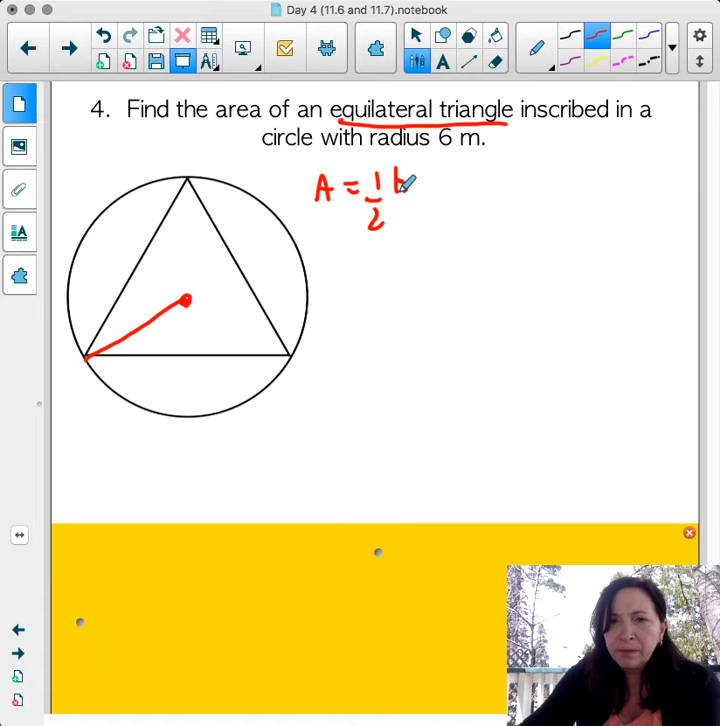 Day 4 (11.6 and 11.7).notebook
4. Find the area of an equilateral triangle inscribed in a
circle with radius 6 m.
A = 1/2 b